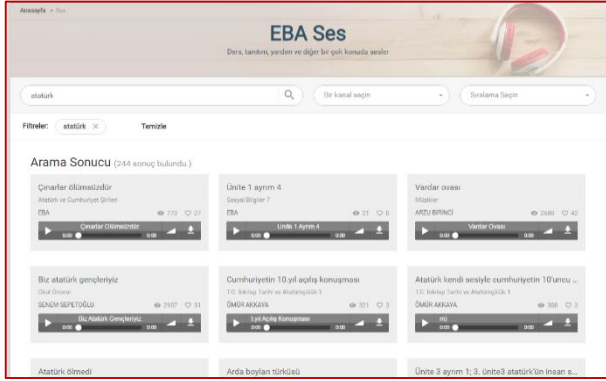 Anasayfa > Ses
EBA Ses
Ders, tanıtım, yarden ve diğer bir çok konuda sesler
atatürk
Bir kanal seçin
Sıralama Seçin
Filtreler: atatürk × Temizle
Arama Sonucu (244 sonuç bulundu.)
Çınarlar ölümsüzdür
Atatürk ve Cumhuriyet Şiirleri
EBA 773 27
Çınarlar Ölümsüzdür
0:00 0:00
Ünite 1 ayrım 4
Sosyal Bilgiler 7
EBA 21 0
Ünite 1 Ayrım 4
0:00 0:00
Vardar ovası
Müzikler
ARZU BİRİNCİ 2680 42
Vardar Ovası
0:00 0:00
Biz atatürk gençleriyiz
Okul Öncesi
SENEM SEPETOĞLU 2957 31
Biz Atatürk Gençleriyiz
0:00 0:00
Cumhuriyetin 10.yıl açılış konuşması
T.C. İnkılap Tarihi ve Atatürkçülük 1
ÖMÜR AKKAYA 321 3
).yıl Açılış Konuşması
0:00 0:00
Atatürk kendi sesiyle cumhuriyetin 10'uncu ...
T.C. İnkılap Tarihi ve Atatürkçülük 1
ÖMÜR AKKAYA 3
0:00 0:00
Atatürk ölmedi
Arda boyları türküsü
Ünite 3 ayrım 1; 3. ünite3 atatürk'ün insan s...